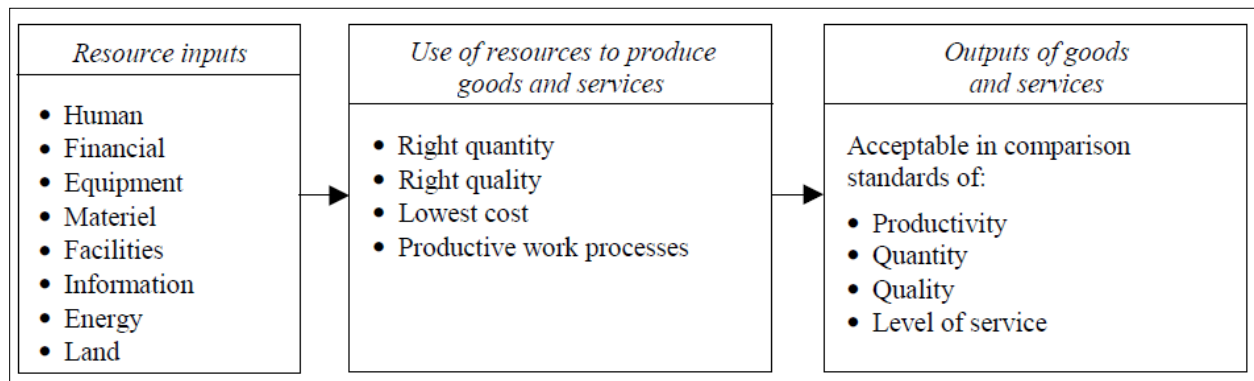 Resource inputs
• Human
• Financial
• Equipment
• Materiel
• Facilities
• Information
• Energy
• Land
Use of resources to produce
goods and services
• Right quantity
• Right quality
• Lowest cost
• Productive work processes
Outputs of goods
and services
Acceptable in comparison
standards of:
• Productivity
• Quantity
• Quality
• Level of service